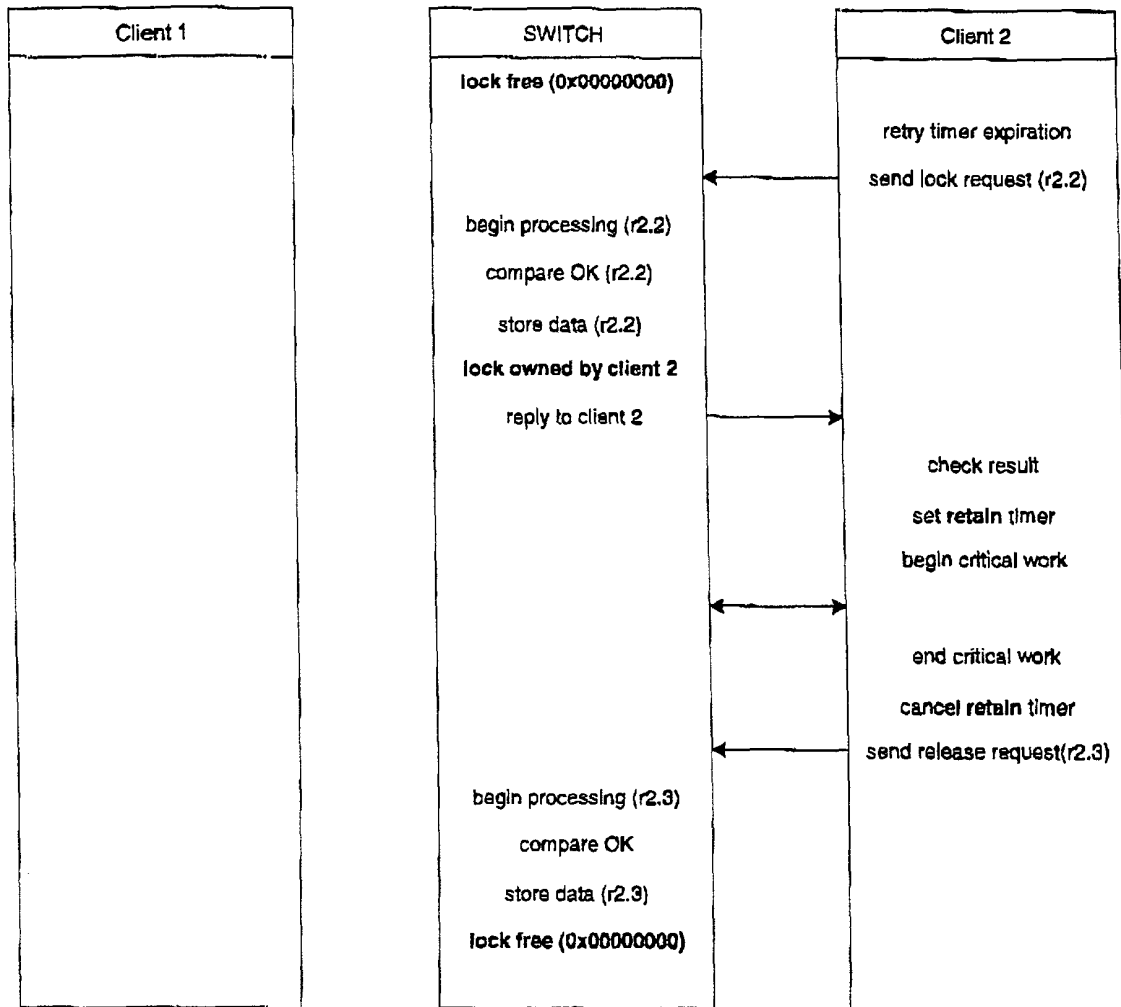 Client 1
SWITCH
Client 2
lock free (0x00000000)
retry timer expiration
send lock request (r2.2)
begin processing (r2.2)
compare OK (r2.2)
store data (r2.2)
lock owned by client 2
reply to client 2
check result
set retain timer
begin critical work
end critical work
cancel retain timer
send release request(r2.3)
begin processing (r2.3)
compare OK
store data (r2.3)
lock free (0x00000000)